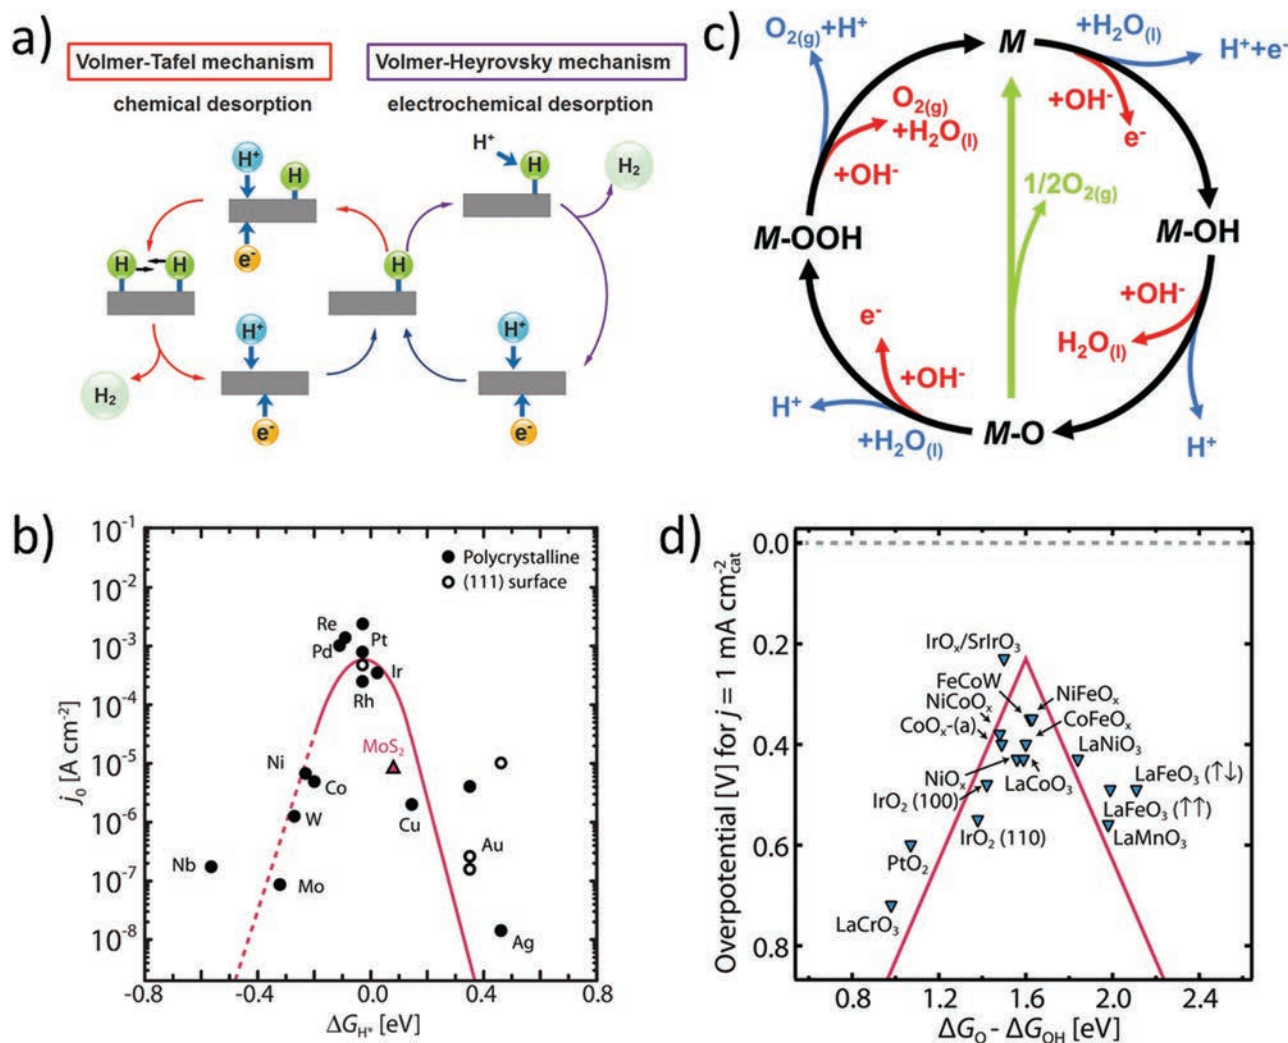 a)
Volmer-Tafel mechanism
Volmer-Heyrovsky mechanism
chemical desorption
electrochemical desorption
H⁺
H
e⁻
H
H
H₂
H⁺
e⁻
H
H⁺
H
H₂
H⁺
e⁻
c)
O₂(g)+H⁺
M
+H₂O(l)
H⁺+e⁻
O₂(g)
+H₂O(l)
+OH⁻
+OH⁻
e⁻
1/2O₂(g)
M-OOH
M-OH
e⁻
+OH⁻
+OH⁻
H₂O(l)
H⁺
+H₂O(l)
M-O
H⁺
b)
10⁻¹
10⁻²
10⁻³
10⁻⁴
10⁻⁵
10⁻⁶
10⁻⁷
10⁻⁸
j₀ [A cm⁻²]
Polycrystalline
(111) surface
Re
Pt
Pd
Ir
Rh
MoS₂
Ni
Co
W
Cu
Au
Nb
Mo
Ag
-0.8
-0.4
0.0
0.4
0.8
ΔG_H* [eV]
d)
0.0
0.2
0.4
0.6
0.8
Overpotential [V] for j = 1 mA cm⁻²cat
IrOₓ/SrIrO₃
FeCoW
NiFeOₓ
NiCoOₓ
CoFeOₓ
CoOₓ-(a)
LaNiO₃
NiOₓ
LaCoO₃
LaFeO₃ (↑↓)
IrO₂ (100)
LaFeO₃ (↑↑)
IrO₂ (110)
LaMnO₃
PtO₂
LaCrO₃
0.8
1.2
1.6
2.0
2.4
ΔG_O - ΔG_OH [eV]